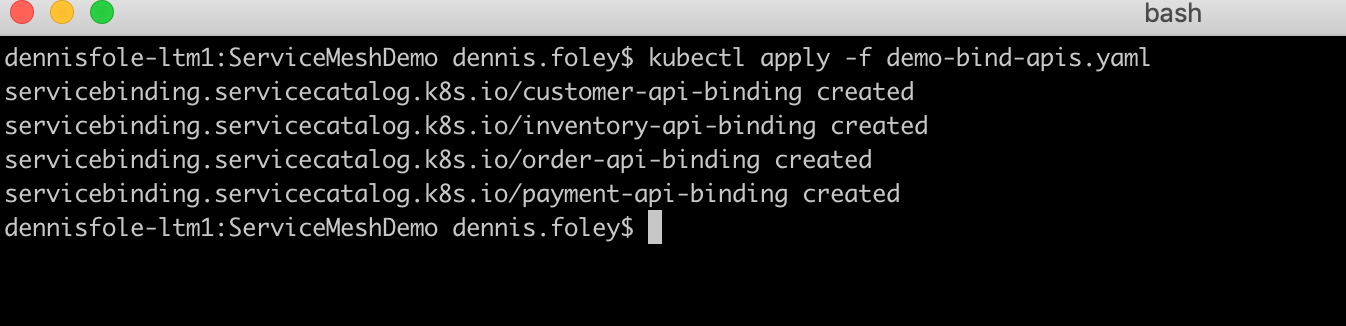 bash
dennisfole-ltm1:ServiceMeshDemo dennis.foley$ kubectl apply -f demo-bind-apis.yaml
servicebinding.servicecatalog.k8s.io/customer-api-binding created
servicebinding.servicecatalog.k8s.io/inventory-api-binding created
servicebinding.servicecatalog.k8s.io/order-api-binding created
servicebinding.servicecatalog.k8s.io/payment-api-binding created
dennisfole-ltm1:ServiceMeshDemo dennis.foley$